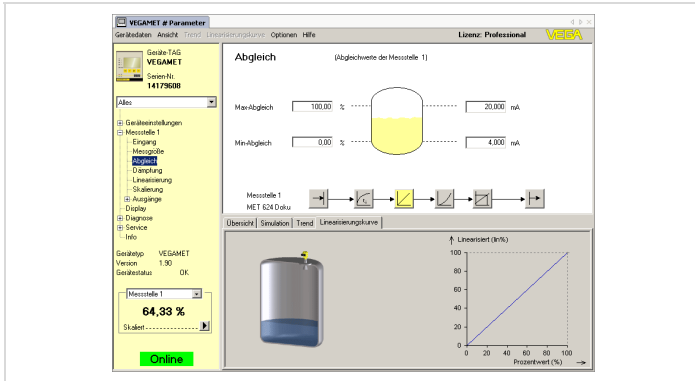 VEGAMET # Parameter
Gerätedaten Ansicht Trend Linearisierungskurve Optionen Hilfe
Lizenz: Professional
VEGA
Geräte-TAG
VEGAMET
Serien-Nr.
14179608
Alles
Geräteeinstellungen
Messstelle 1
Eingang
Messgröße
Abgleich
Dämpfung
Linearisierung
Skalierung
Ausgänge
Display
Diagnose
Service
Info
Gerätetyp VEGAMET
Version 1.90
Gerätestatus OK
Messstelle 1
64,33 %
Skaliert
Online
Abgleich (Abgleichwerte der Messstelle 1)
Max-Abgleich 100,00 % 20,000 mA
Min-Abgleich 0,00 % 4,000 mA
Messstelle 1
MET 624 Doku
Übersicht Simulation Trend Linearisierungskurve
Linearisiert (lin%)
100
80
60
40
20
0
0 20 40 60 80 100
Prozentwert (%)